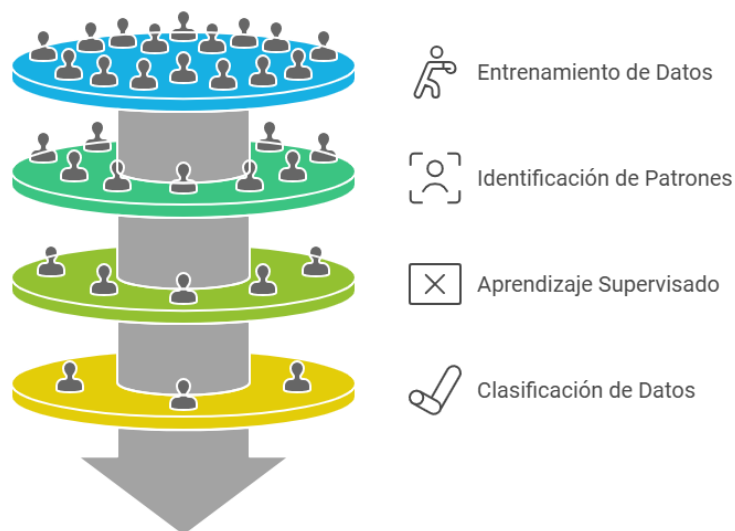 Entrenamiento de Datos
Identificación de Patrones
Aprendizaje Supervisado
Clasificación de Datos